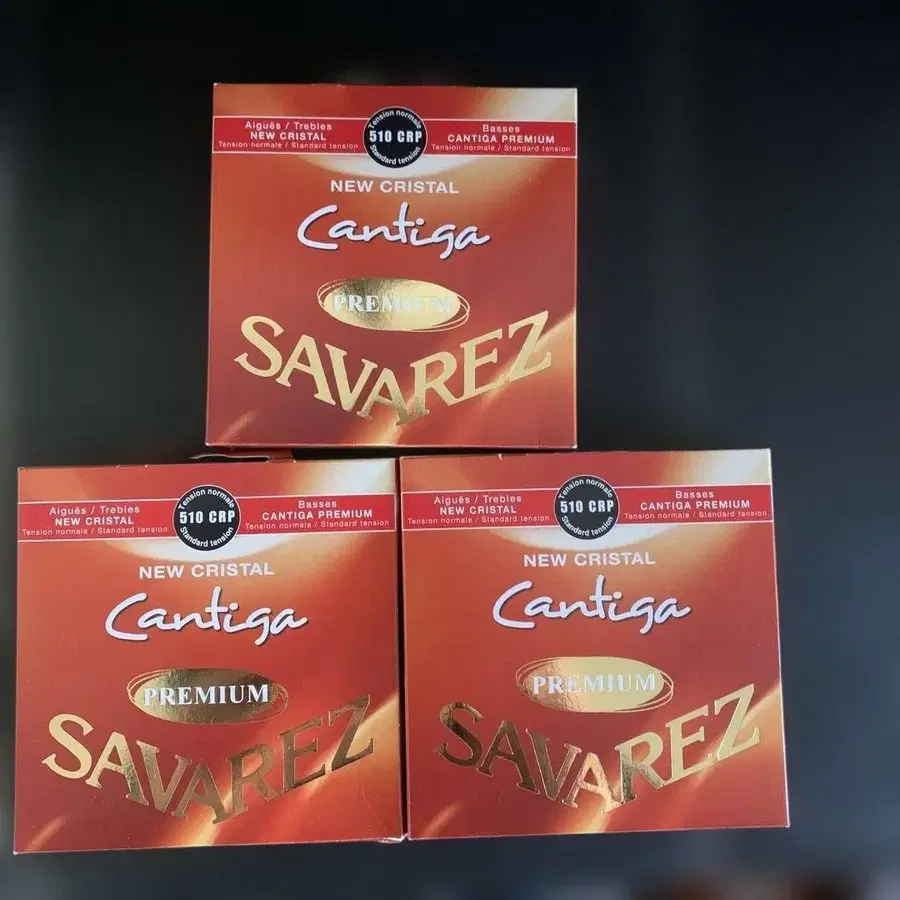 Aiguës / Trebles
NEW CRISTAL
Tension normale / Standard tension
Tension normale
510 CRP
Standard tension
Basses
CANTIGA PREMIUM
Tension normale / Standard tension
NEW CRISTAL
Cantiga
PREMIUM
SAVAREZ
Aiguës / Trebles
NEW CRISTAL
Tension normale / Standard tension
Tension normale
510 CRP
Standard tension
Basses
CANTIGA PREMIUM
Tension normale / Standard tension
NEW CRISTAL
Cantiga
PREMIUM
SAVAREZ
Aiguës / Trebles
NEW CRISTAL
Tension normale / Standard tension
Tension normale
510 CRP
Standard tension
Basses
CANTIGA PREMIUM
Tension normale / Standard tension
NEW CRISTAL
Cantiga
PREMIUM
SAVAREZ